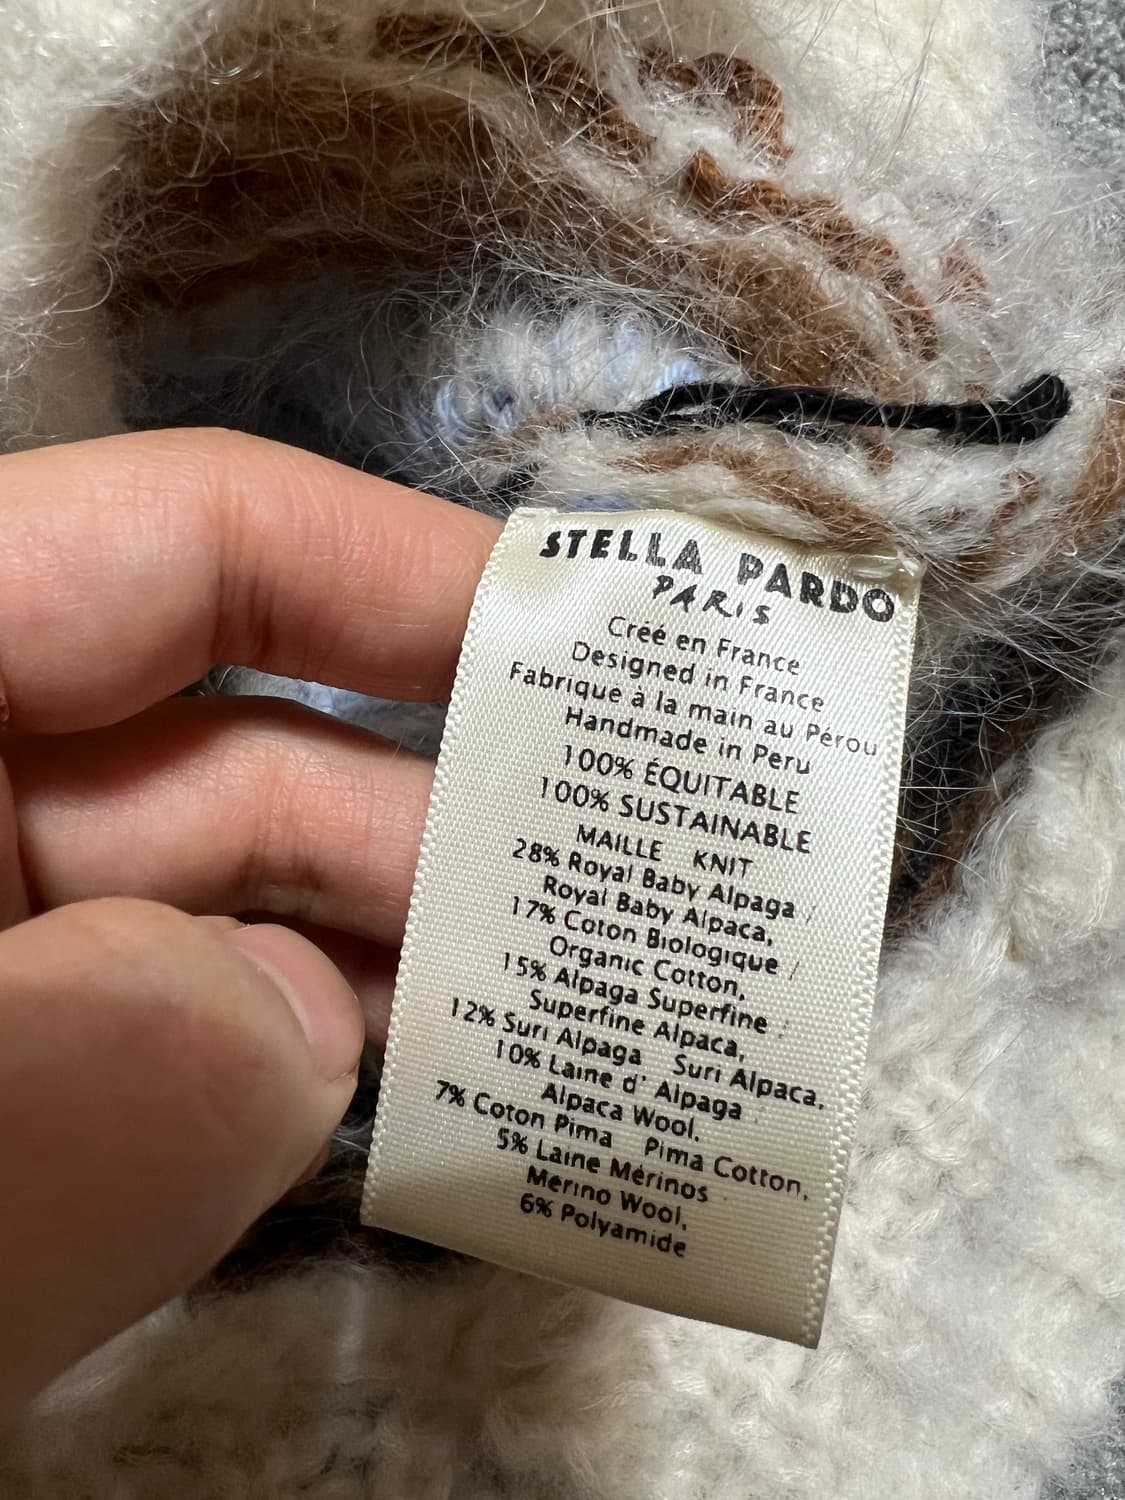 STELLA PARDO
PARIS
Créé en France
Designed in France
Fabrique à la main au Pérou
Handmade in Peru
100% ÉQUITABLE
100% SUSTAINABLE
MAILLE KNIT
28% Royal Baby Alpaga /
Royal Baby Alpaca,
17% Coton Biologique /
Organic Cotton,
15% Alpaga Superfine /
Superfine Alpaca,
12% Suri Alpaga Suri Alpaca,
10% Laine d' Alpaga
Alpaca Wool,
7% Coton Pima Pima Cotton,
5% Laine Mérinos
Merino Wool,
6% Polyamide